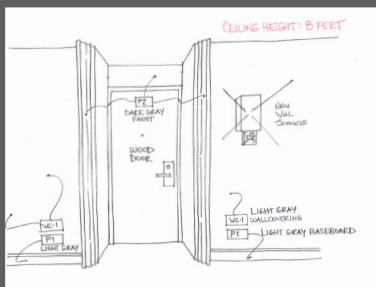 CEILING HEIGHT: 8 FEET
P2
DARK GRAY
PAINT
NEW
WALL
SCONCE
WOOD
DOOR
LIGHT GRAY
WC-1
WALLCOVERING
WC-1
P1
LIGHT GRAY BASEBOARD
P1
LIGHT GRAY